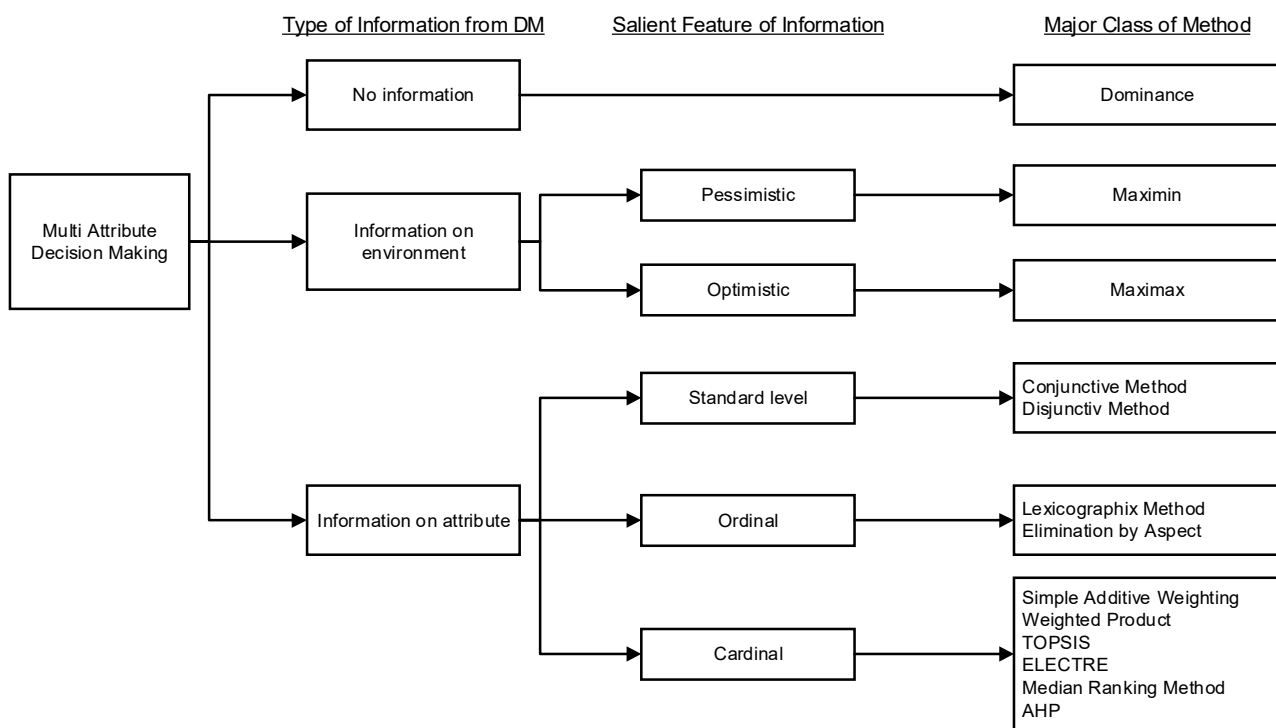 Type of Information from DM
Salient Feature of Information
Major Class of Method
No information
Dominance
Multi Attribute
Decision Making
Information on
environment
Pessimistic
Maximin
Optimistic
Maximax
Information on attribute
Standard level
Conjunctive Method
Disjunctiv Method
Ordinal
Lexicographix Method
Elimination by Aspect
Cardinal
Simple Additive Weighting
Weighted Product
TOPSIS
ELECTRE
Median Ranking Method
AHP